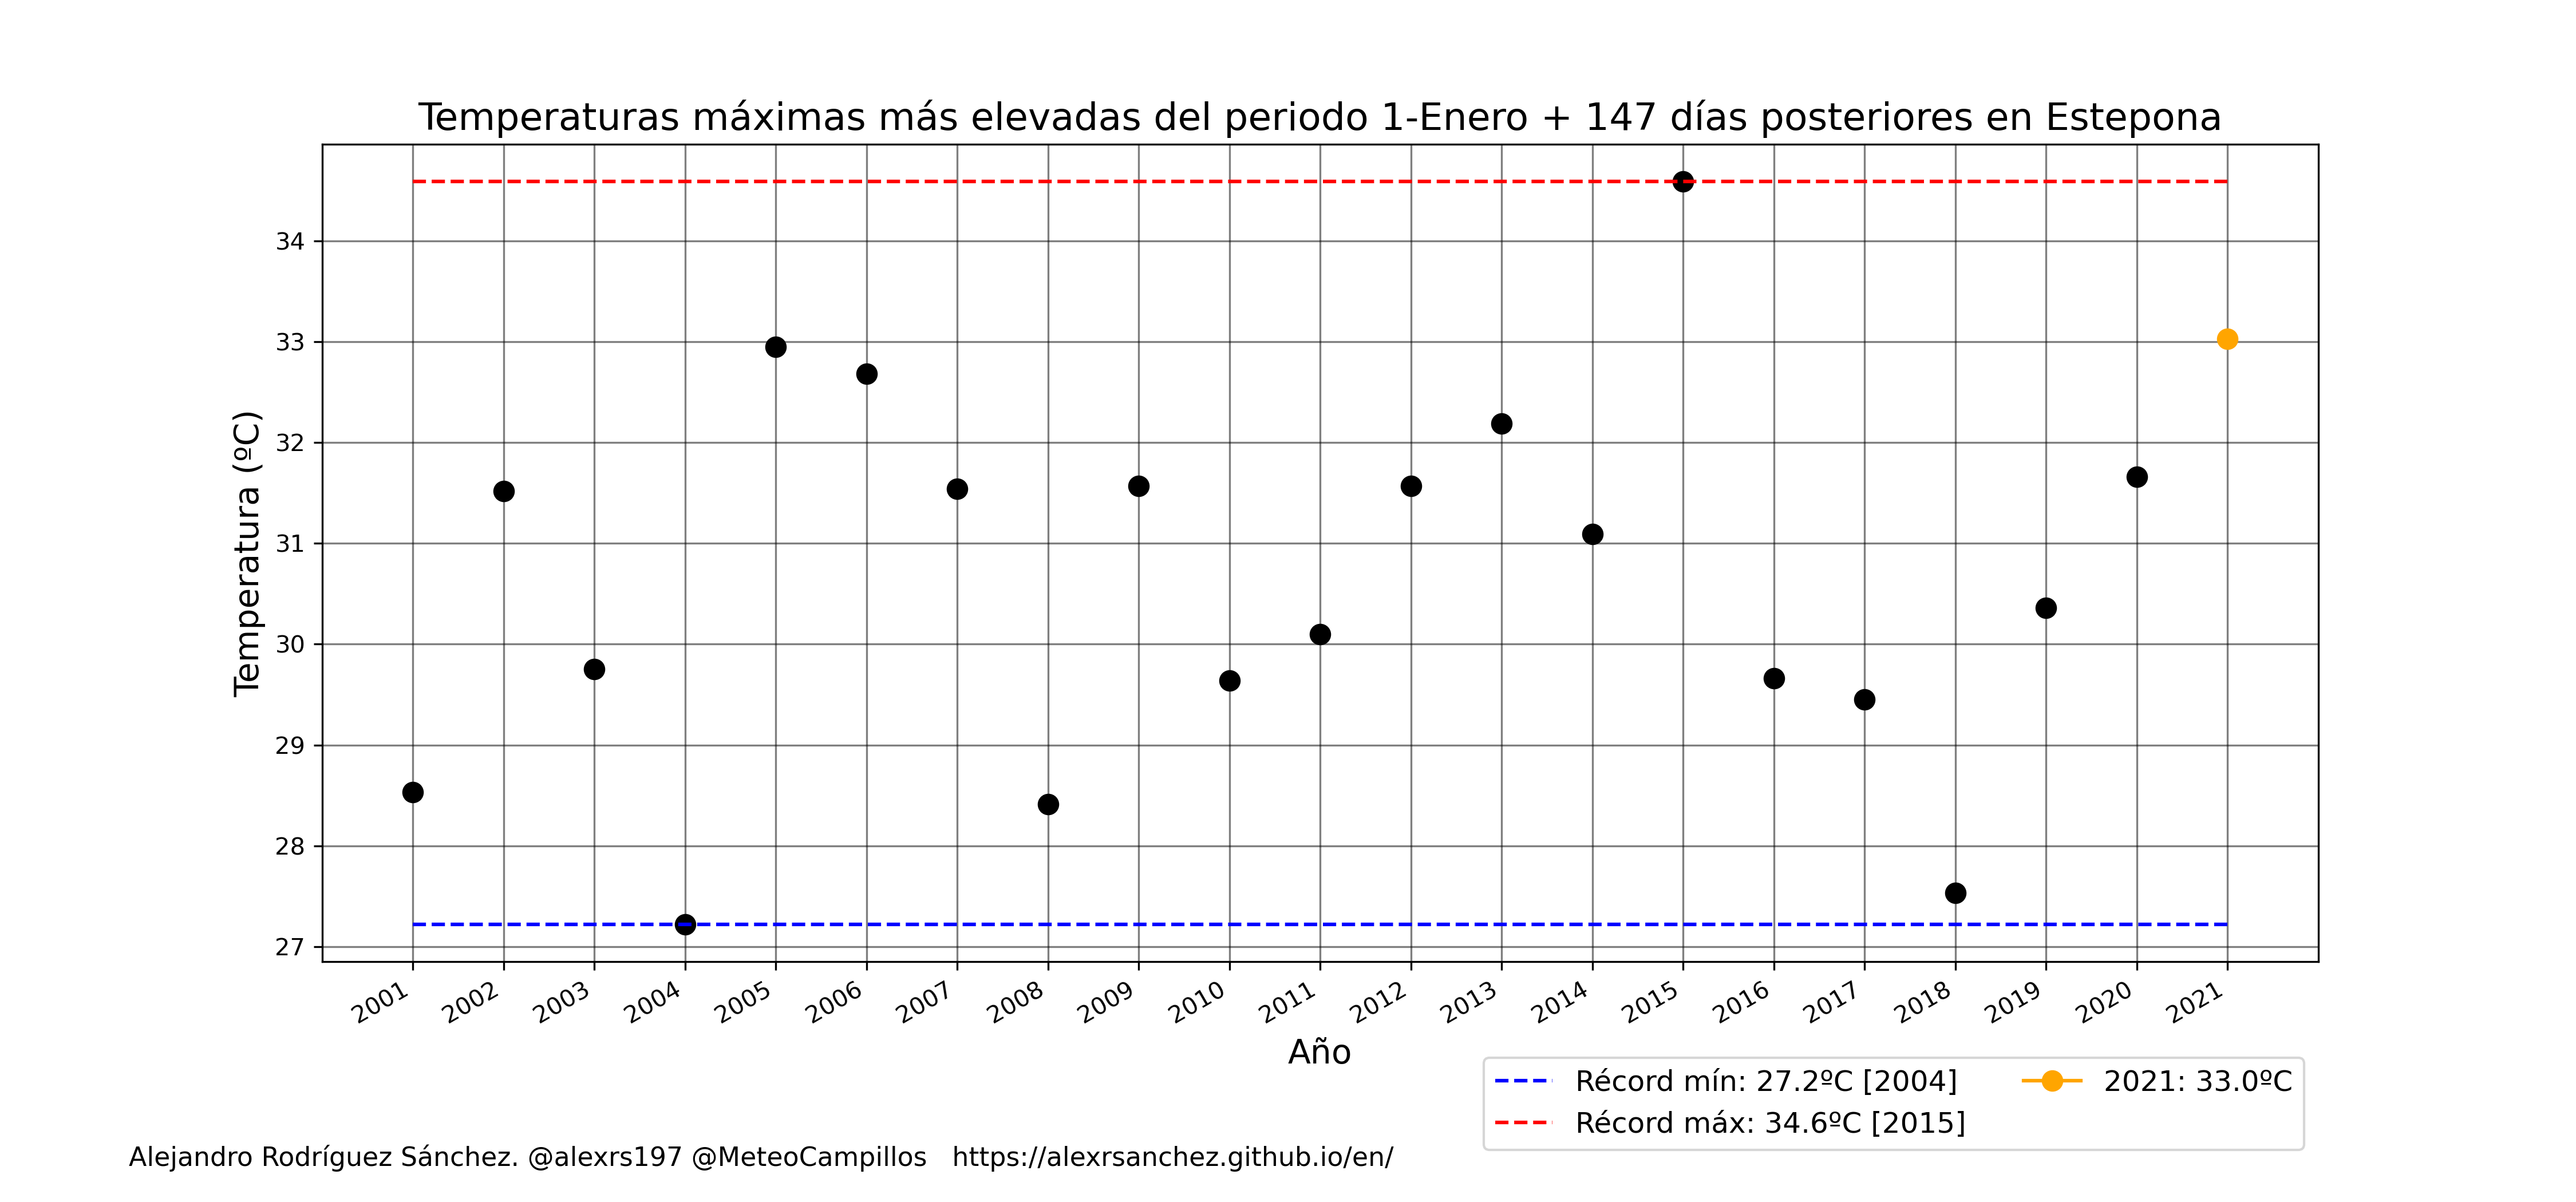 Temperaturas máximas más elevadas del periodo 1-Enero + 147 días posteriores en Estepona
Temperatura (ºC)
34
33
32
31
30
29
28
27
2001 2002 2003 2004 2005 2006 2007 2008 2009 2010 2011 2012 2013 2014 2015 2016 2017 2018 2019 2020 2021
Año
Récord mín: 27.2ºC [2004]
Récord máx: 34.6ºC [2015]
2021: 33.0ºC
Alejandro Rodríguez Sánchez. @alexrs197 @MeteoCampillos https://alexrsanchez.github.io/en/